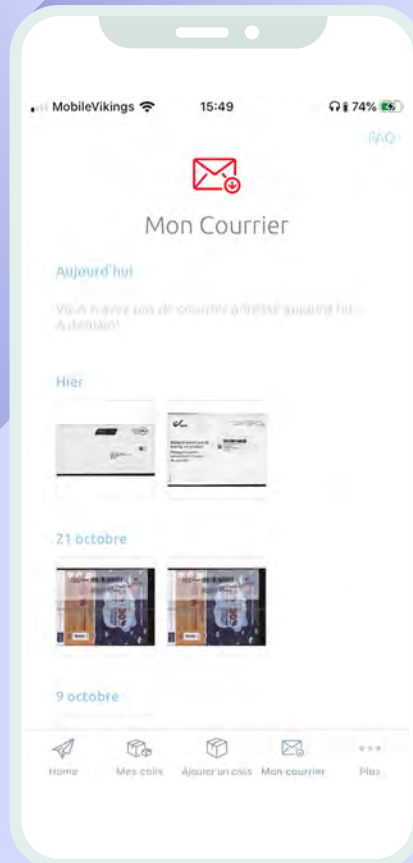 MobileVikings 15:49 74%
FAQ
Mon Courrier
Aujourd'hui
Vous n'avez pas de courrier adressé aujourd'hui.
A demain!
Hier
21 octobre
30%
9 octobre
Home Mes colis Ajouter un colis Mon courrier Plus